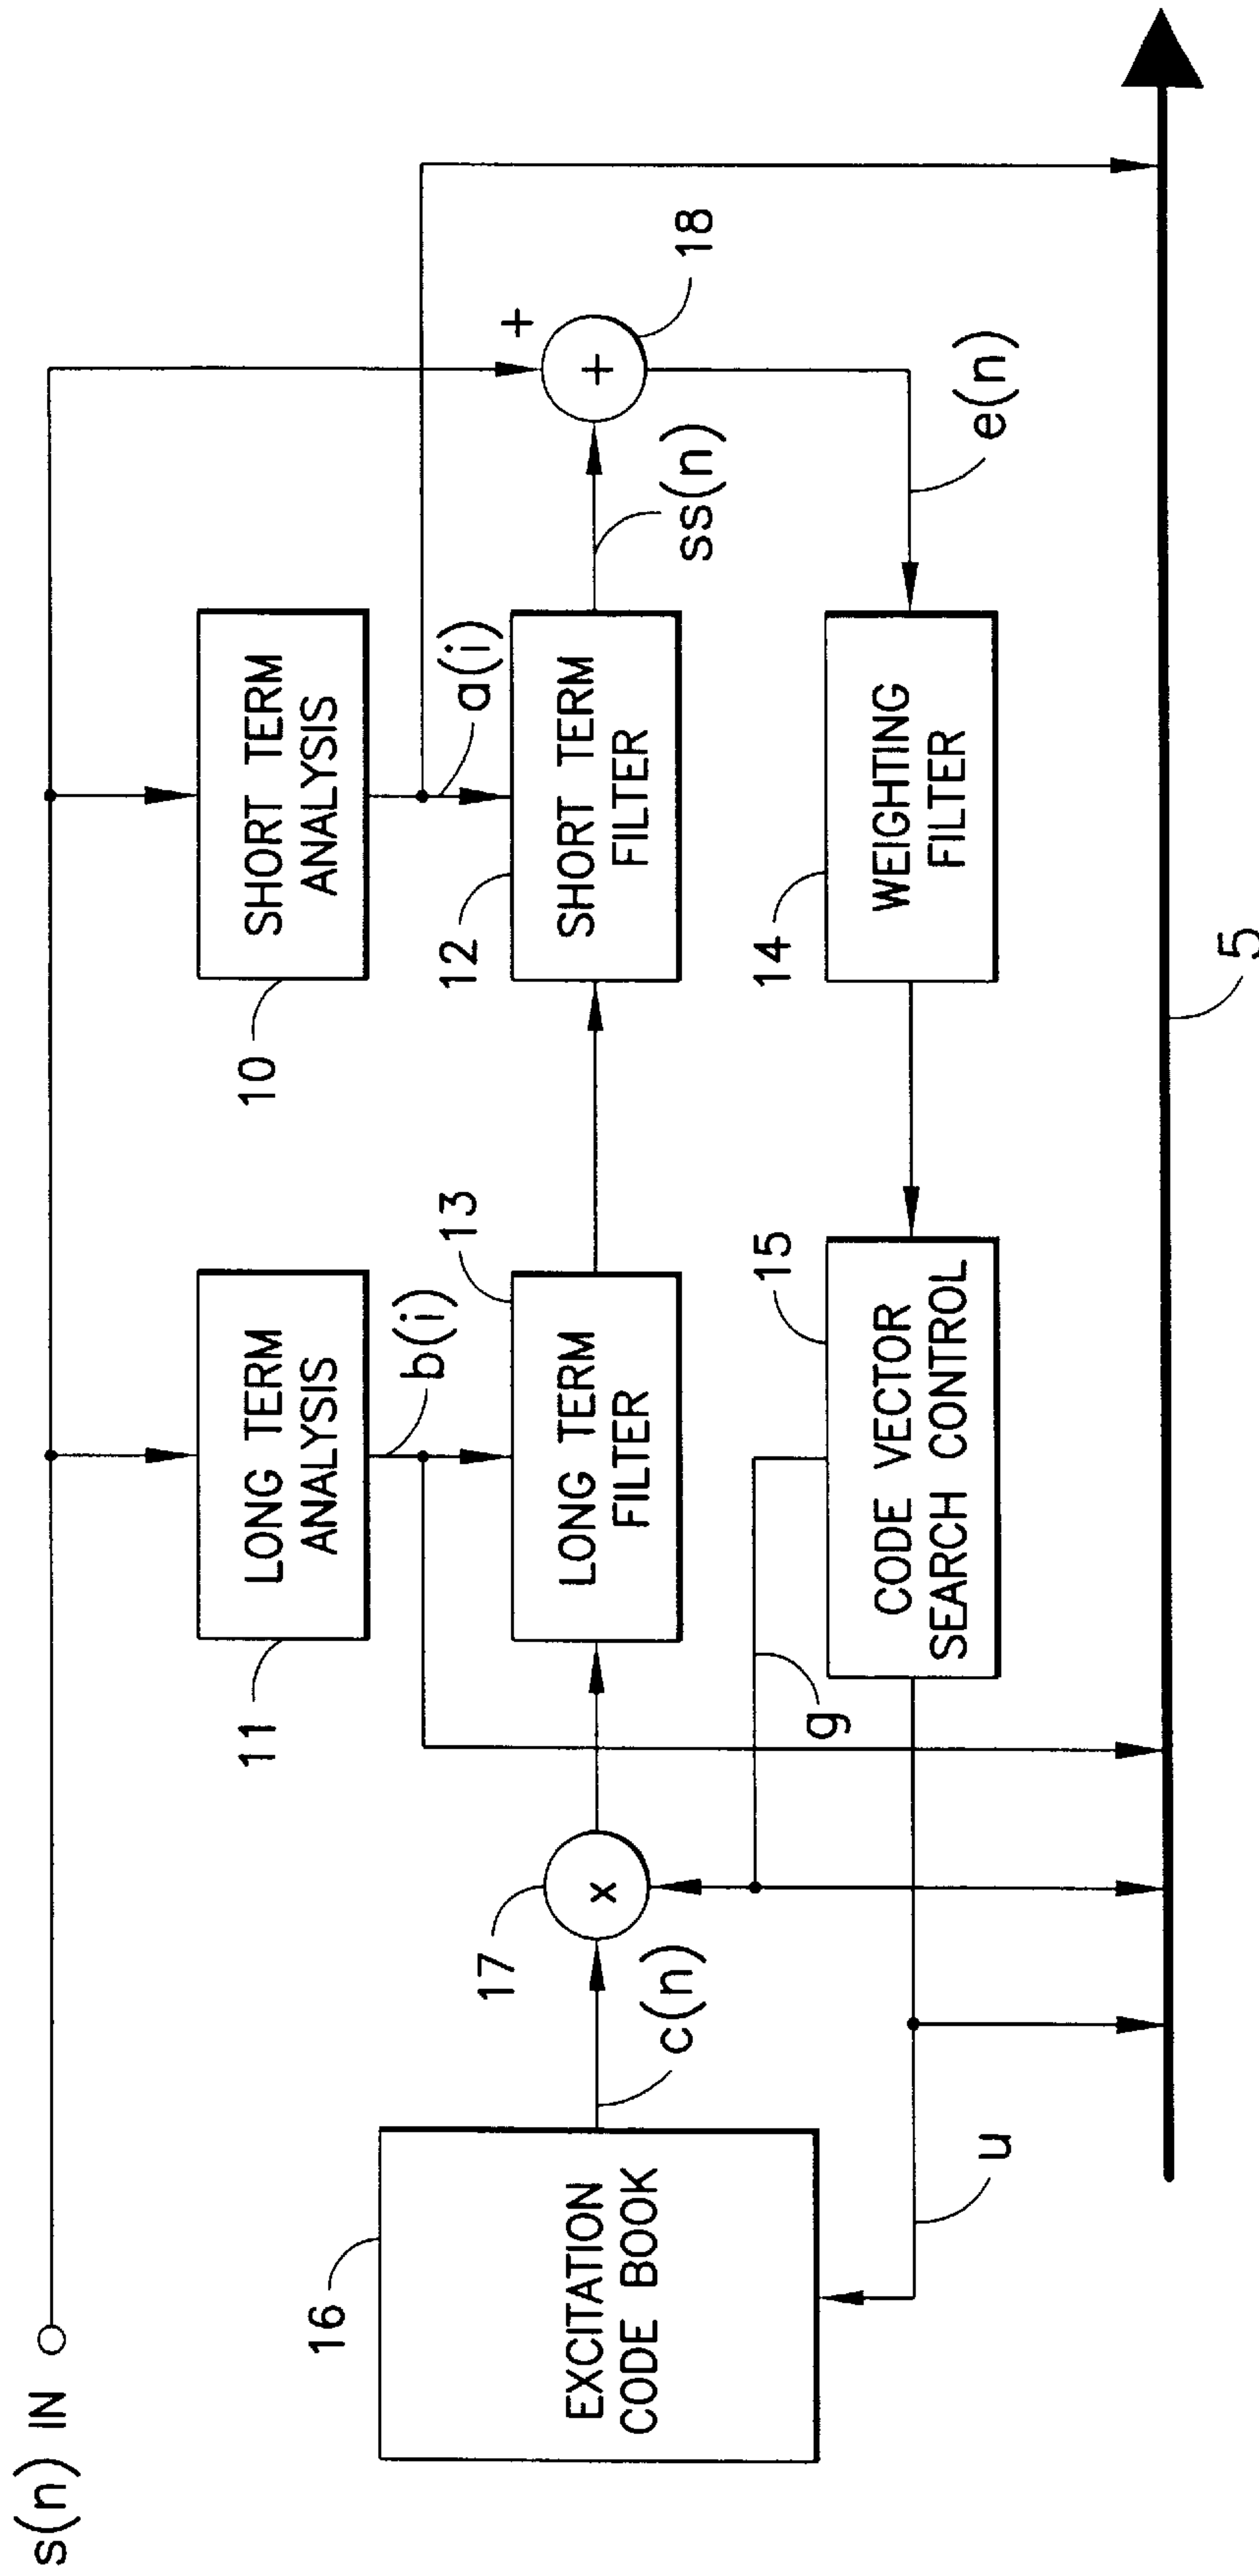 s(n) IN
LONG TERM
ANALYSIS
11
SHORT TERM
ANALYSIS
10
b(i)
a(i)
EXCITATION
CODE BOOK
16
c(n)
17
x
LONG TERM
FILTER
13
SHORT TERM
FILTER
12
ss(n)
+
+
18
g
CODE VECTOR
SEARCH CONTROL
15
WEIGHTING
FILTER
14
e(n)
u
5